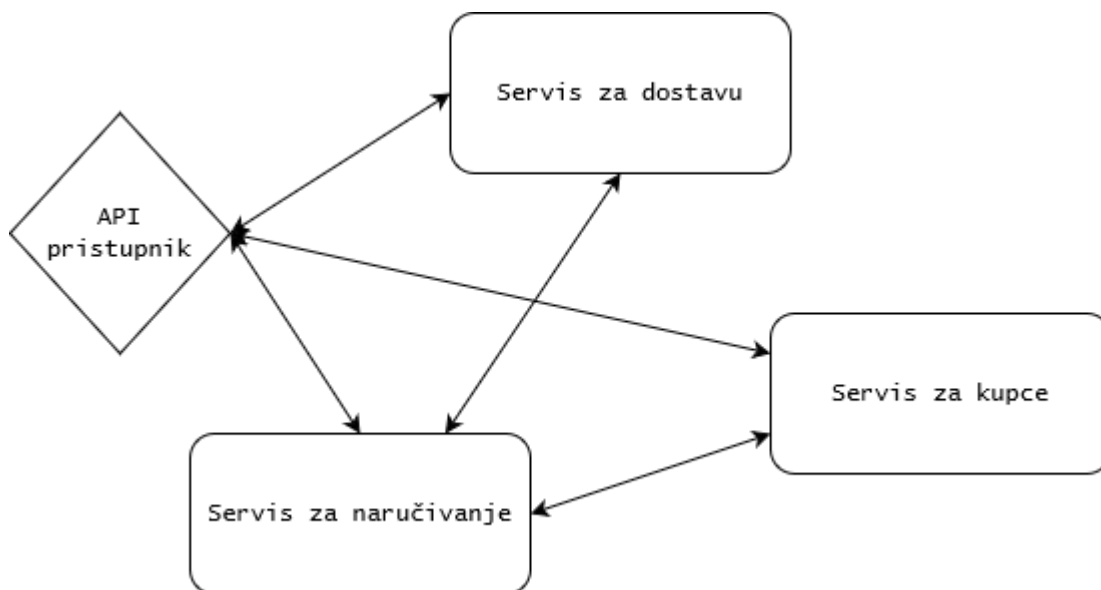 Servis za dostavu
API
pristupnik
Servis za kupce
Servis za naručivanje